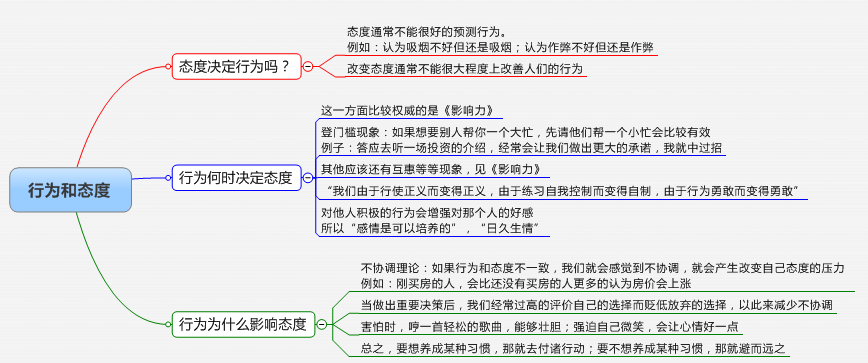 态度通常不能很好的预测行为。
例如：认为吸烟不好但还是吸烟；认为作弊不好但还是作弊
态度决定行为吗？
改变态度通常不能很大程度上改善人们的行为
这一方面比较权威的是《影响力》
登门槛现象：如果想要别人帮你一个大忙，先请他们帮一个小忙会比较有效
例子：答应去听一场投资的介绍，经常会让我们做出更大的承诺，我就中过招
行为和态度
行为何时决定态度
其他应该还有互惠等等现象，见《影响力》
“我们由于行使正义而变得正义，由于练习自我控制而变得自制，由于行为勇敢而变得勇敢”
对他人积极的行为会增强对那个人的好感
所以“感情是可以培养的”，“日久生情”
不协调理论：如果行为和态度不一致，我们就会感觉到不协调，就会产生改变自己态度的压力
例如：刚买房的人，会比还没有买房的人更多的认为房价会上涨
行为为什么影响态度
当做出重要决策后，我们经常过高的评价自己的选择而贬低放弃的选择，以此来减少不协调
害怕时，哼一首轻松的歌曲，能够壮胆；强迫自己微笑，会让心情好一点
总之，要想养成某种习惯，那就去付诸行动；要不想养成某种习惯，那就避而远之